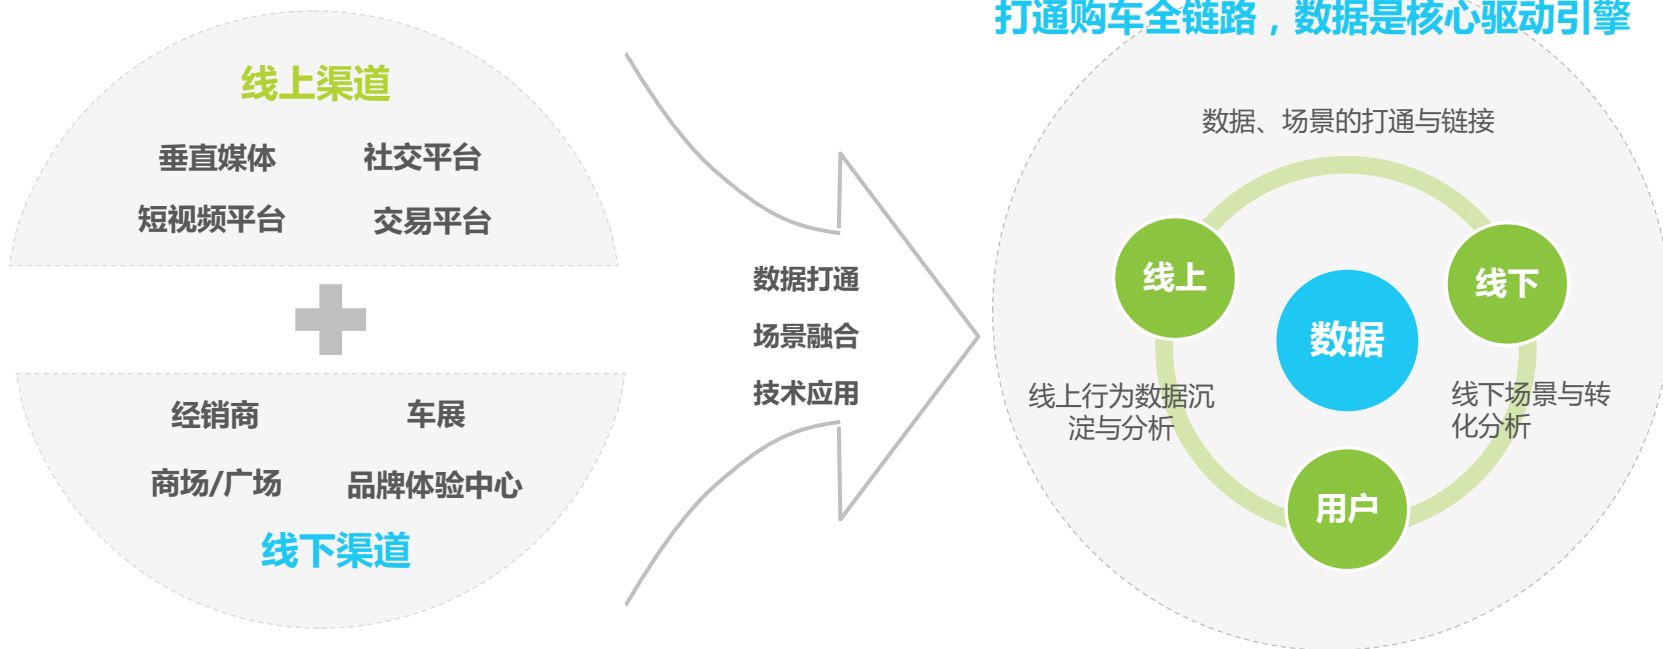 线上渠道
垂直媒体 社交平台
短视频平台 交易平台
经销商 车展
商场/广场 品牌体验中心
线下渠道
数据打通
场景融合
技术应用
打通购车全链路，数据是核心驱动引擎
数据、场景的打通与链接
线上
线下
数据
线上行为数据沉
淀与分析
线下场景与转
化分析
用户